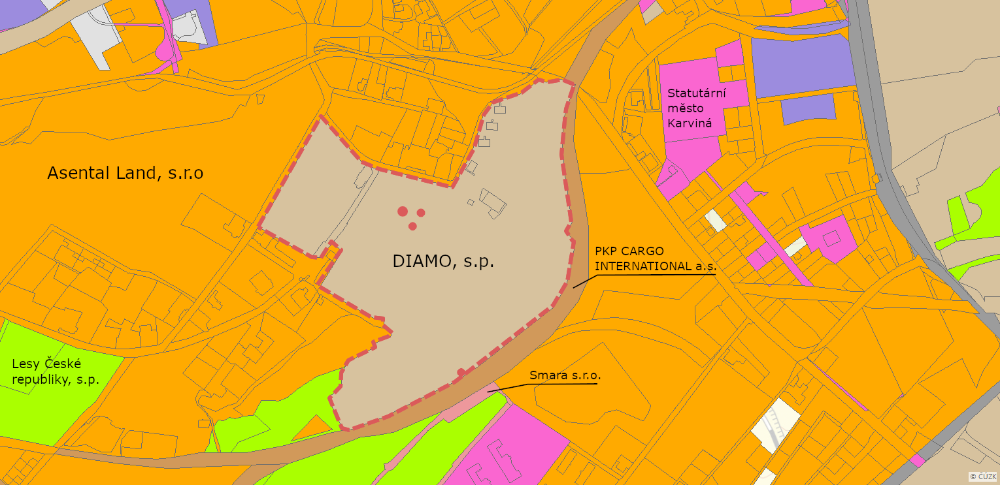 Statutární
město
Karviná
Asental Land, s.r.o
DIAMO, s.p.
PKP CARGO
INTERNATIONAL a.s.
Lesy České
republiky, s.p.
Smara s.r.o.
© ČÚZK